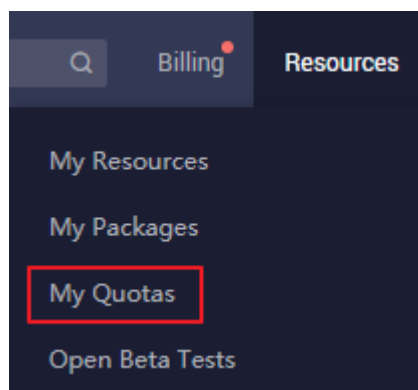 Billing Resources
My Resources
My Packages
My Quotas
Open Beta Tests